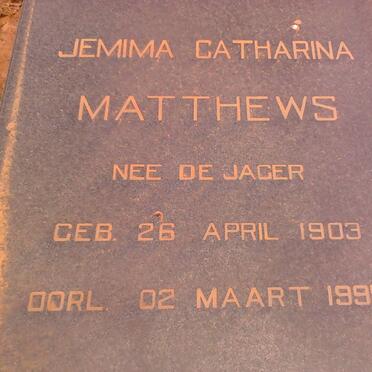 JEMIMA CATHARINA
MATTHEWS
NEE DE JAGER
GEB. 26 APRIL 1903
OORL. 02 MAART